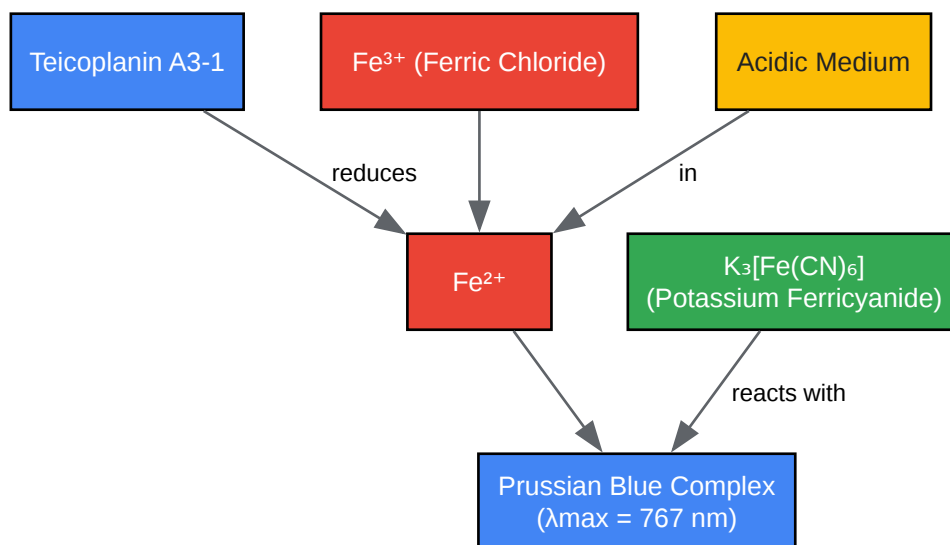 Teicoplanin A3-1
Fe³⁺ (Ferric Chloride)
Acidic Medium
reduces
in
Fe²⁺
K₃[Fe(CN)₆]
(Potassium Ferricyanide)
reacts with
Prussian Blue Complex
(λmax = 767 nm)